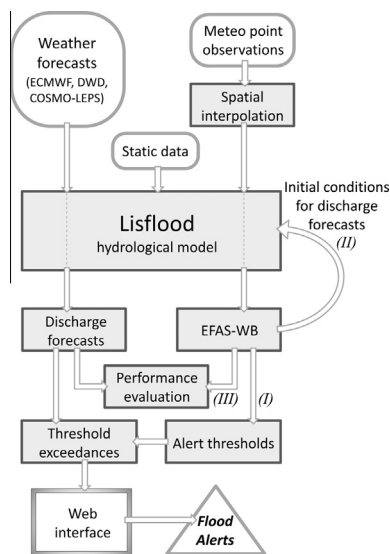 Weather
forecasts
(ECMWF, DWD,
COSMO-LEPS)
Meteo point
observations
Spatial
interpolation
Static data
Initial conditions
for discharge
forecasts
(II)
Lisflood
hydrological model
Discharge
forecasts
EFAS-WB
Performance
evaluation
(III)
(I)
Threshold
exceedances
Alert thresholds
Web
interface
Flood
Alerts